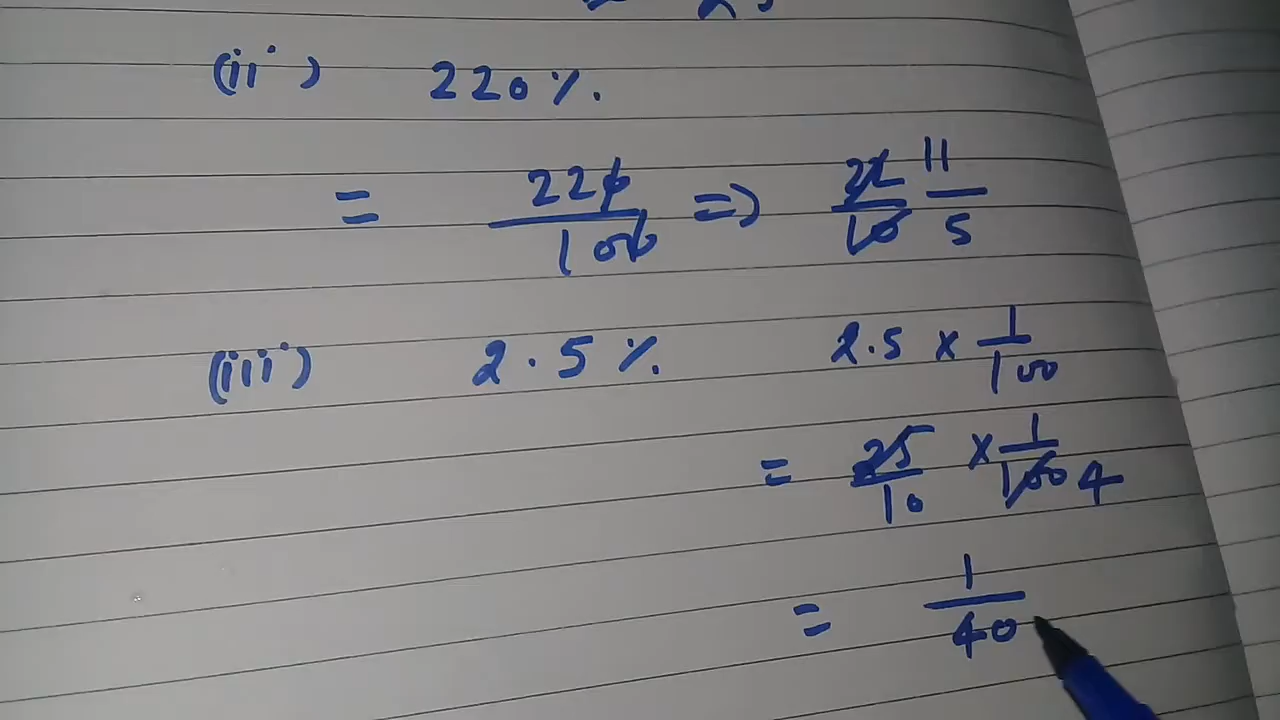 (ii) 220%.
= 220/100 => 22/10 11/5
(iii) 2.5% 2.5 x 1/100
= 25/10 x 1/100 4
= 1/40